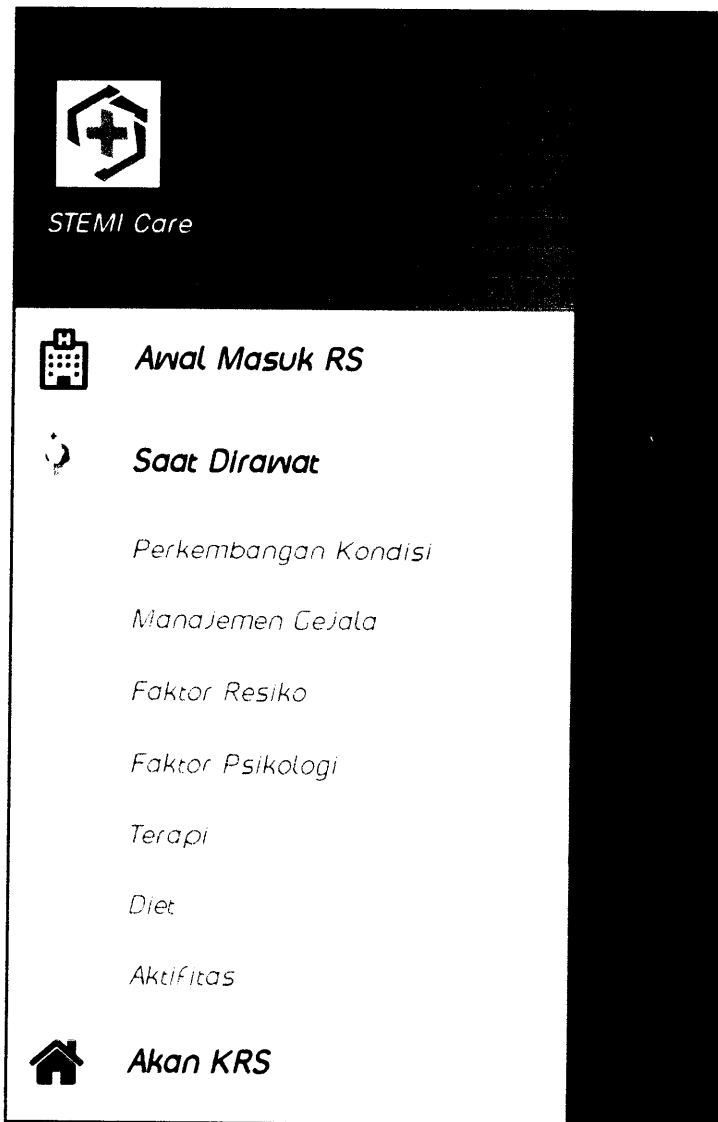 STEMI Care
H
Awal Masuk RS
Saat Dirawat
Perkembangan Kondisi
Manajemen Gejala
Faktor Resiko
Faktor Psikologi
Terapi
Diet
Aktifitas
Akan KRS